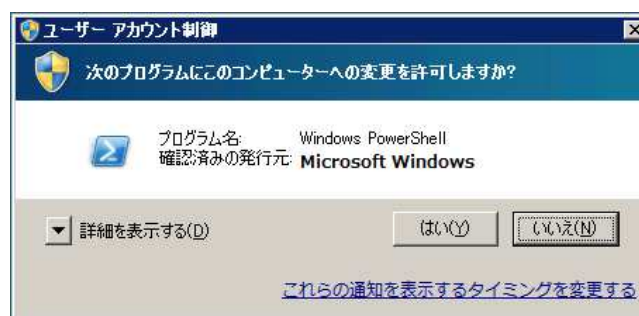 ユーザー アカウント制御
次のプログラムにこのコンピューターへの変更を許可しますか?
プログラム名: Windows PowerShell
確認済みの発行元: Microsoft Windows
詳細を表示する(D)
はい(Y)
いいえ(N)
これらの通知を表示するタイミングを変更する